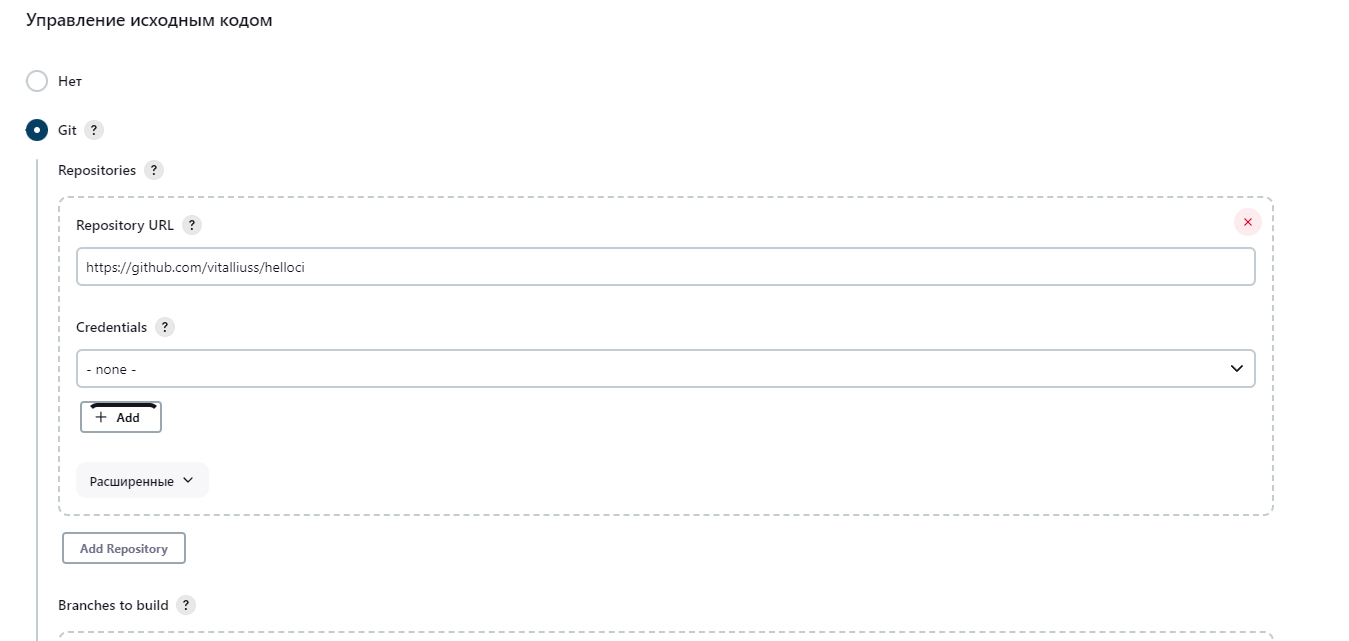 Управление исходным кодом
Нет
Git ?
Repositories ?
Repository URL ?
https://github.com/vitalliuss/helloci
Credentials ?
- none -
Add
Расширенные
Add Repository
Branches to build ?